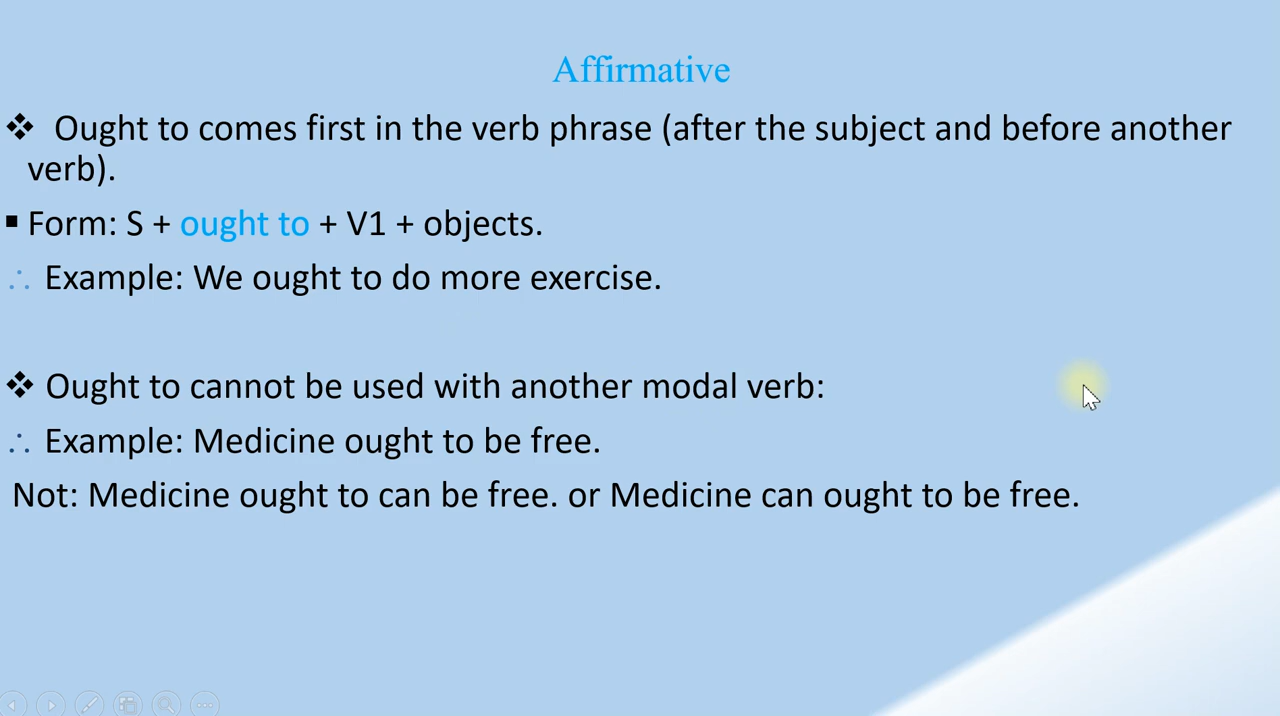 Affirmative
❖ Ought to comes first in the verb phrase (after the subject and before another
verb).
▪ Form: S + ought to + V1 + objects.
∴ Example: We ought to do more exercise.
❖ Ought to cannot be used with another modal verb:
∴ Example: Medicine ought to be free.
Not: Medicine ought to can be free. or Medicine can ought to be free.